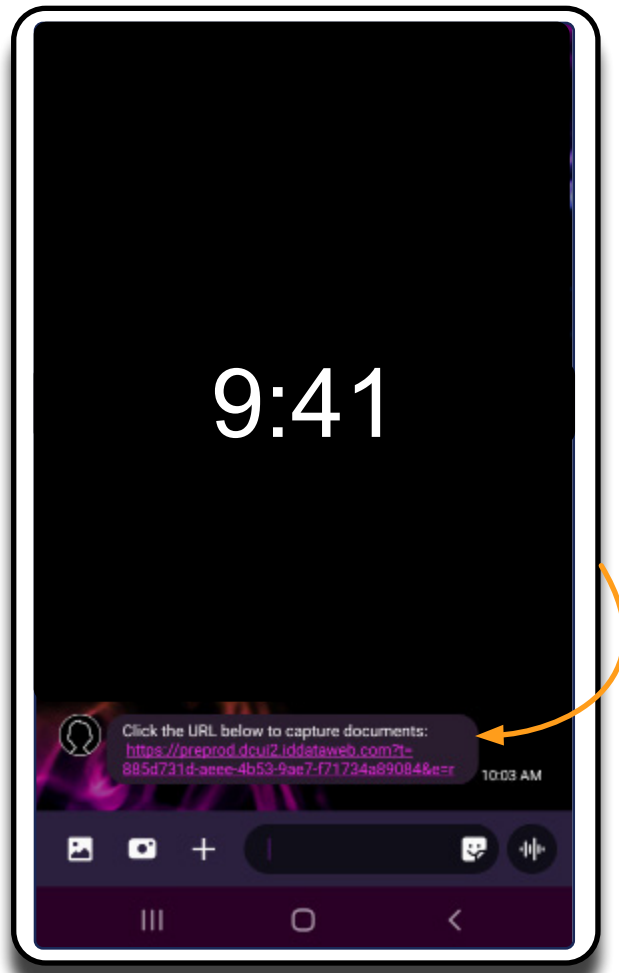 9:41
Click the URL below to capture documents:
https://preprod.dcui2.iddataweb.com?t=
885d731d-aeee-4b53-9ae7-f71734a89084&e=r
10:03 AM